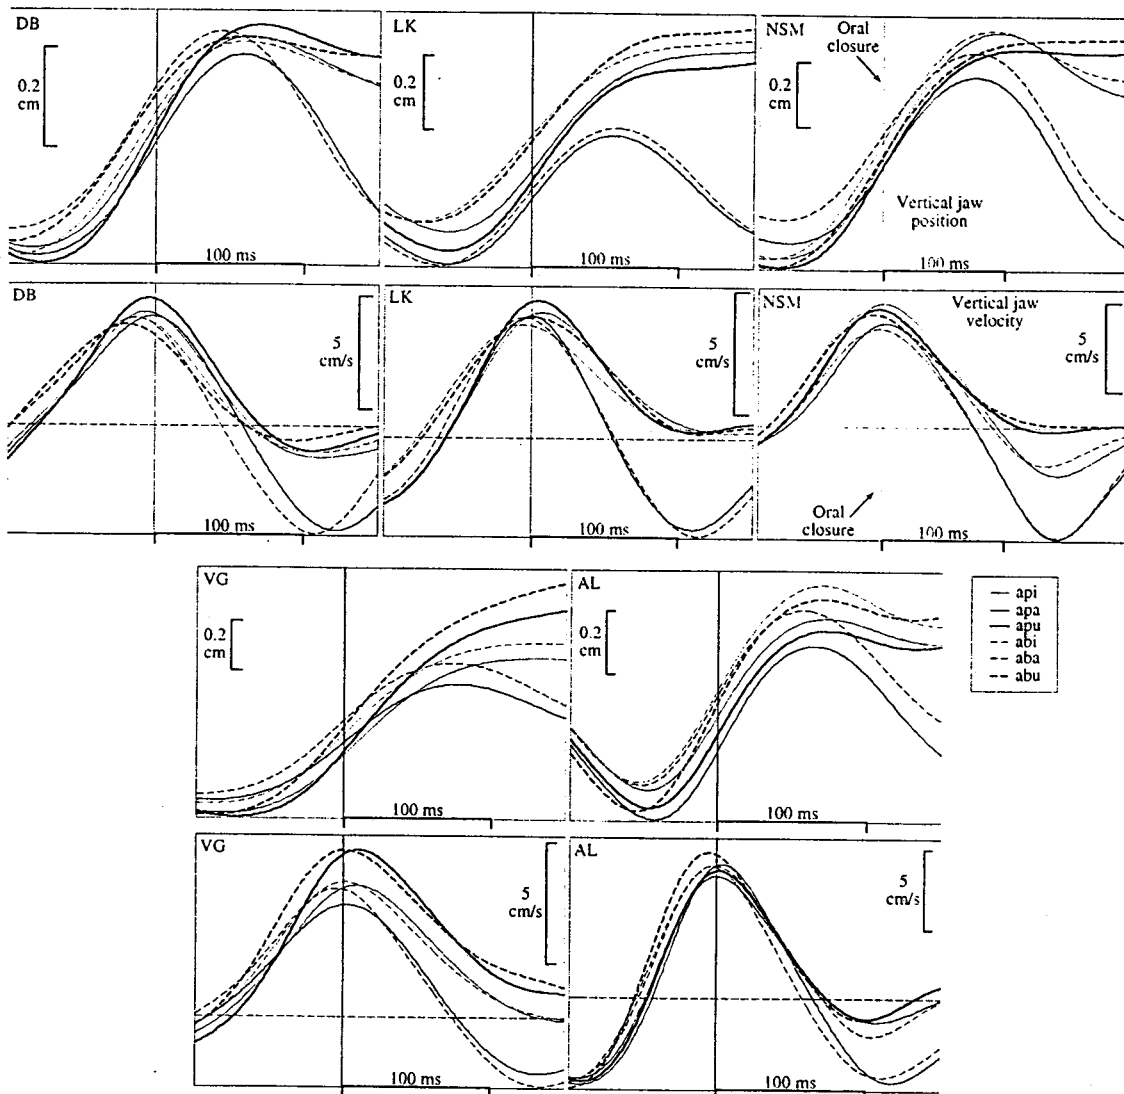 DB
0.2
cm
100 ms
LK
0.2
cm
100 ms
NSM
Oral
closure
0.2
cm
Vertical jaw
position
100 ms
DB
5
cm/s
100 ms
LK
5
cm/s
100 ms
NSM
Vertical jaw
velocity
5
cm/s
Oral
closure
100 ms
VG
0.2
cm
100 ms
AL
0.2
cm
100 ms
api
apa
apu
abi
aba
abu
VG
5
cm/s
100 ms
AL
5
cm/s
100 ms